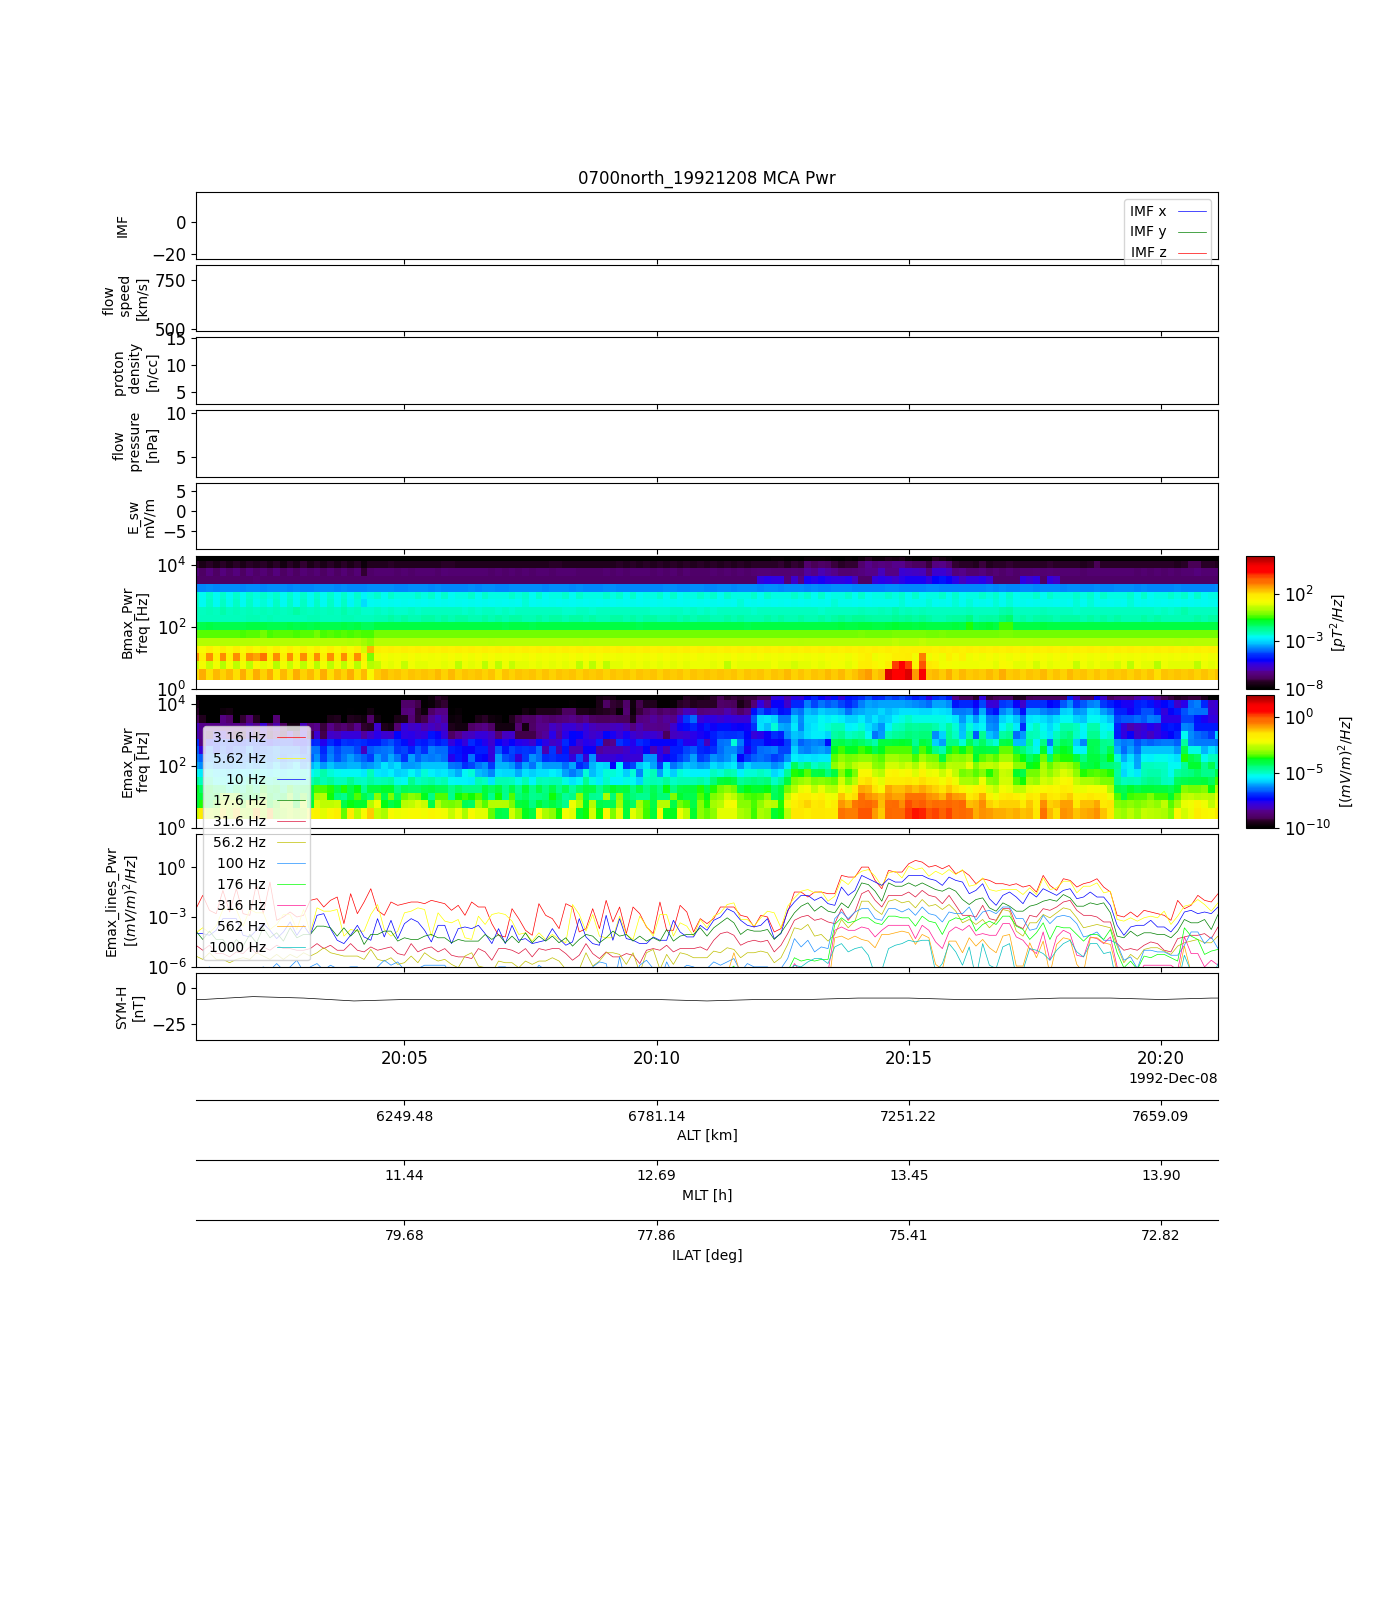 0700north_19921208 MCA Pwr
IMF
0
−20
IMF x
IMF y
IMF z
flow
speed
[km/s]
750
500
proton
density
[n/cc]
15
10
5
flow
pressure
[nPa]
10
5
E_sw
mV/m
5
0
−5
Bmax_Pwr
freq [Hz]
10^4
10^2
10^0
10^2
10^−3
10^−8
[pT^2/Hz]
Emax_Pwr
freq [Hz]
10^4
10^2
10^0
10^0
10^−5
10^−10
[(mV/m)^2/Hz]
3.16 Hz
5.62 Hz
10 Hz
17.6 Hz
31.6 Hz
56.2 Hz
100 Hz
176 Hz
316 Hz
562 Hz
1000 Hz
Emax_lines_Pwr
[(mV/m)^2/Hz]
10^0
10^−3
10^−6
SYM-H
[nT]
0
−25
20:05 20:10 20:15 20:20
1992-Dec-08
6249.48 6781.14 7251.22 7659.09
ALT [km]
11.44 12.69 13.45 13.90
MLT [h]
79.68 77.86 75.41 72.82
ILAT [deg]